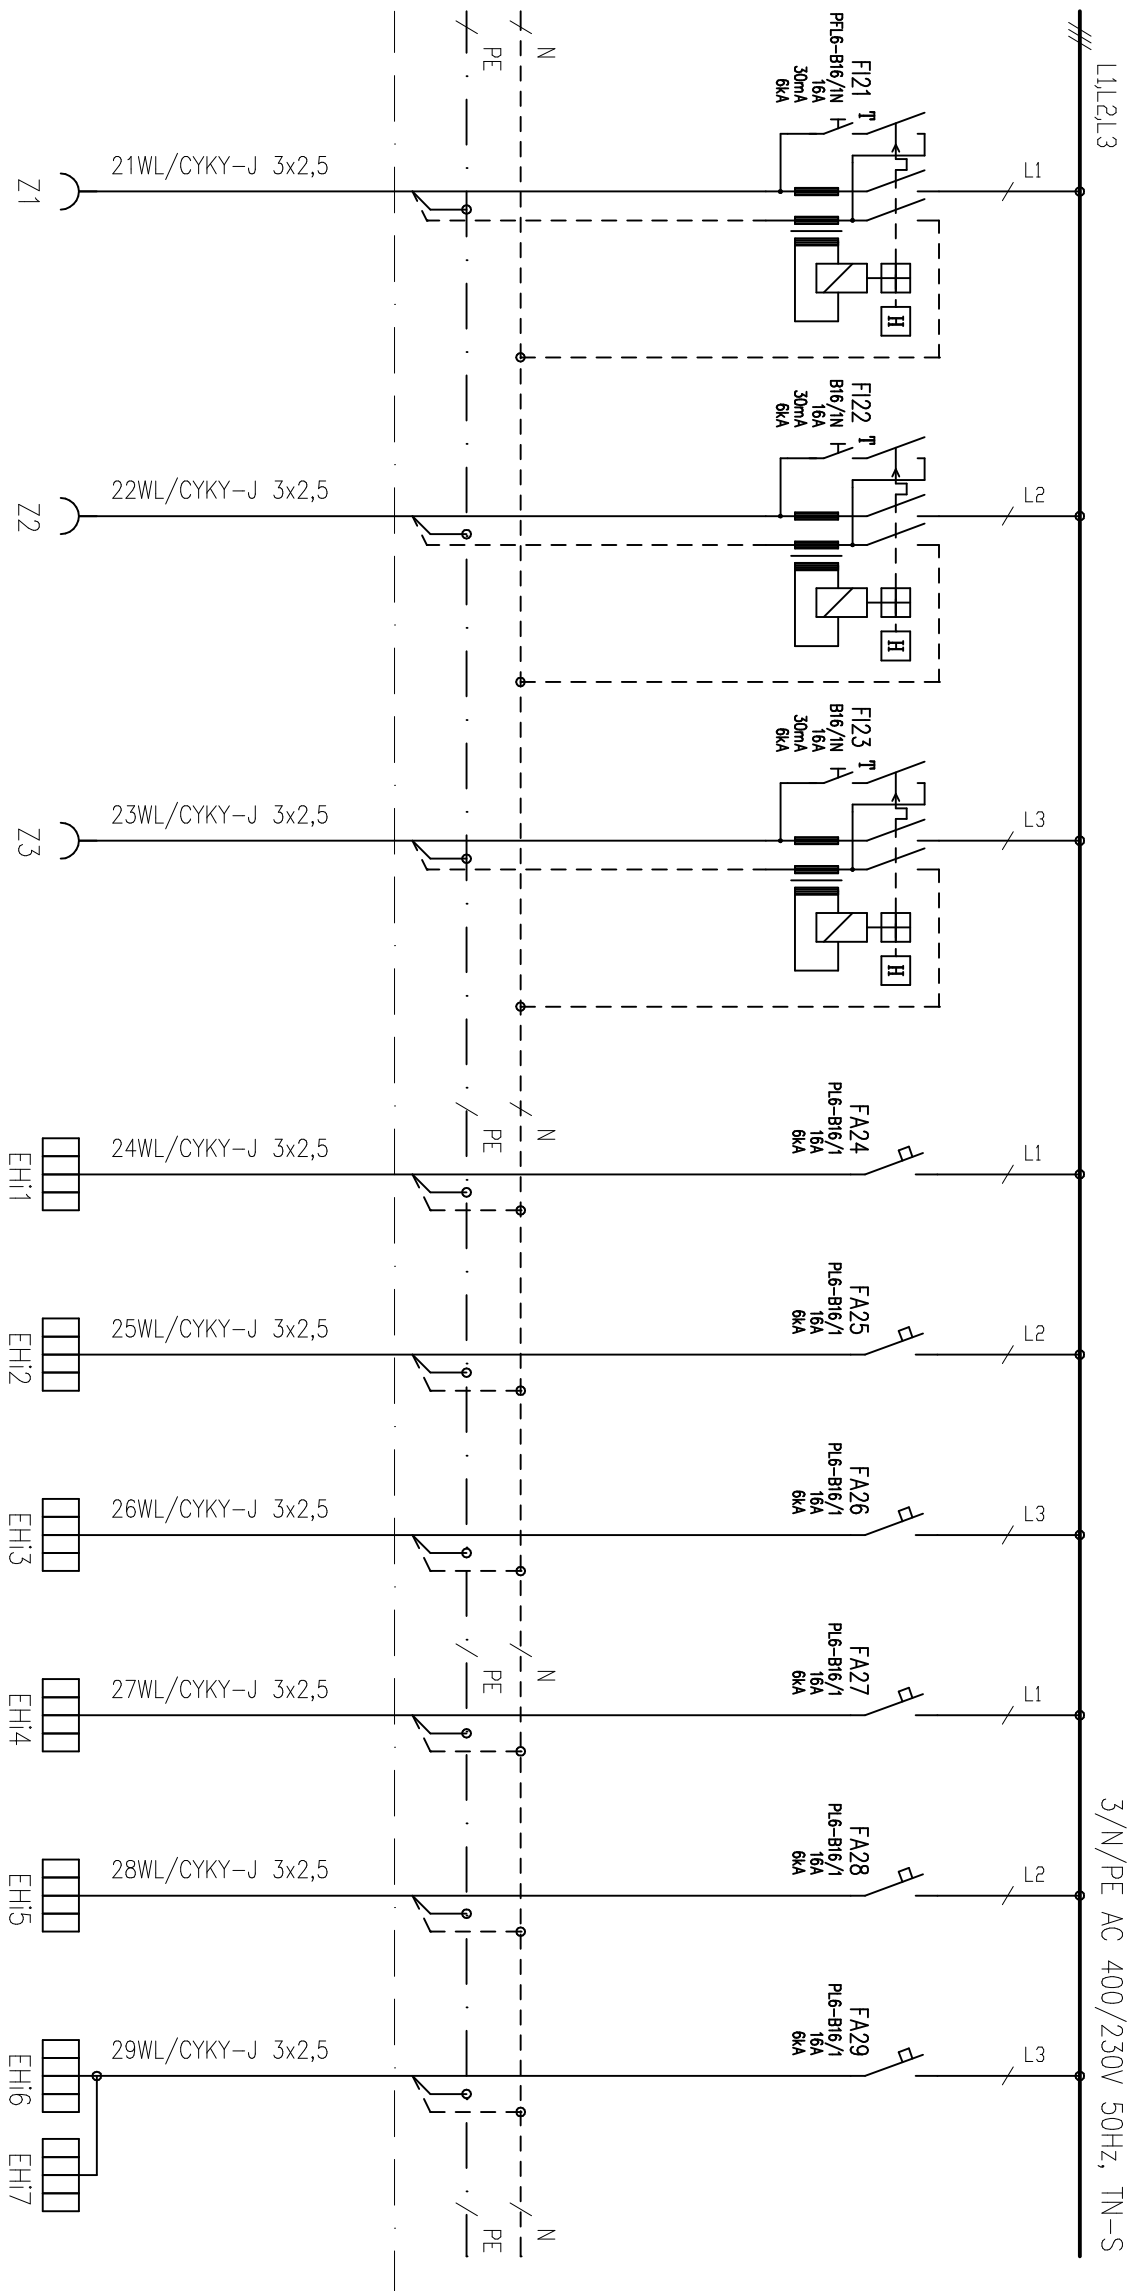 L1,L2,L3
3/N/PE AC 400/230V 50Hz, TN-S
L1
L2
L3
L1
L2
L3
L1
L2
L3
FI21
PFL6-B16/1N
16A
30mA
6kA
T
H
FI22
B16/1N
16A
30mA
6kA
T
H
FI23
B16/1N
16A
30mA
6kA
T
H
FA24
PL6-B16/1
16A
6kA
FA25
PL6-B16/1
16A
6kA
FA26
PL6-B16/1
16A
6kA
FA27
PL6-B16/1
16A
6kA
FA28
PL6-B16/1
16A
6kA
FA29
PL6-B16/1
16A
6kA
N
N
N
N
PE
PE
PE
PE
21WL/CYKY-J 3x2,5
22WL/CYKY-J 3x2,5
23WL/CYKY-J 3x2,5
24WL/CYKY-J 3x2,5
25WL/CYKY-J 3x2,5
26WL/CYKY-J 3x2,5
27WL/CYKY-J 3x2,5
28WL/CYKY-J 3x2,5
29WL/CYKY-J 3x2,5
Z1
Z2
Z3
EHi1
EHi2
EHi3
EHi4
EHi5
EHi6
EHi7